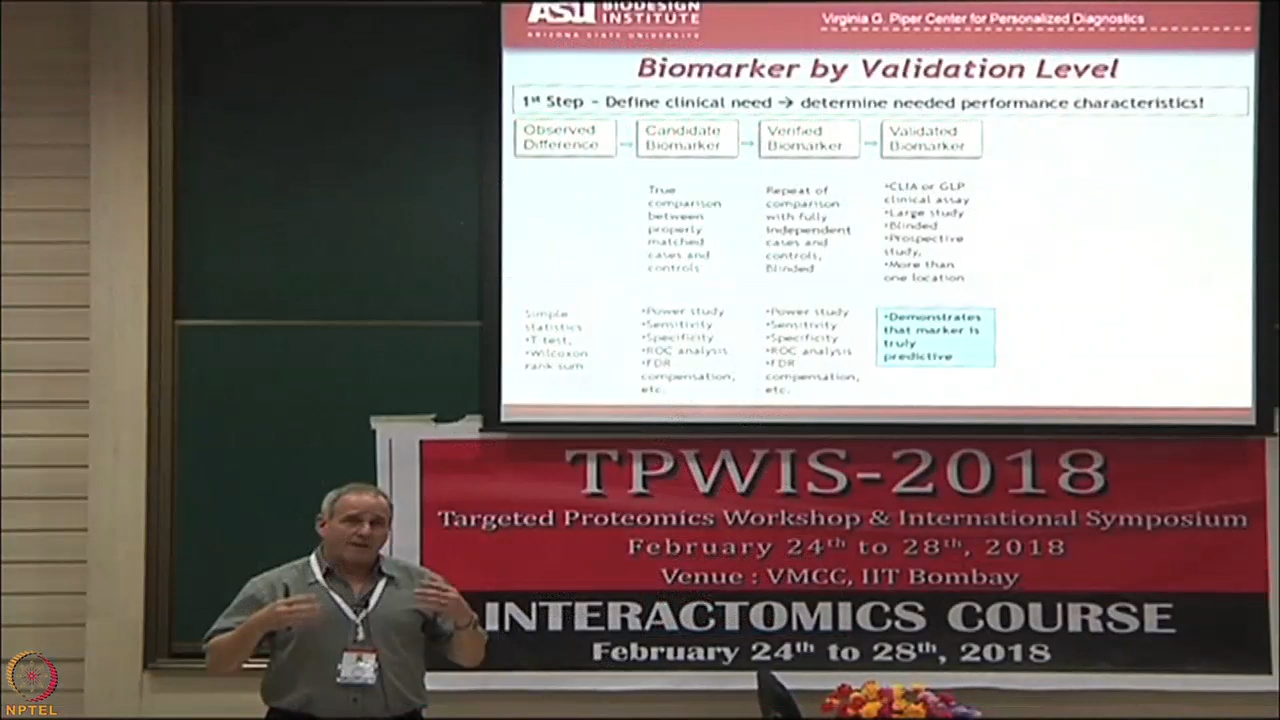 ASU BIODESIGN INSTITUTE
ARIZONA STATE UNIVERSITY
Virginia G. Piper Center for Personalized Diagnostics
Biomarker by Validation Level
1st Step – Define clinical need → determine needed performance characteristics!
Observed
Difference
→
Candidate
Biomarker
→
Verified
Biomarker
→
Validated
Biomarker
True
comparison
between
properly
matched
cases and
controls
Repeat of
comparison
with fully
Independent
cases and
controls,
Blinded
•CLIA or GLP
clinical assay
•Large study
•Blinded
•Prospective
study,
•More than
one location
Simple
statistics
•T test,
•Wilcoxon
rank sum
•Power study
•Sensitivity
•Specificity
•ROC analysis
•FDR
compensation,
etc.
•Power study
•Sensitivity
•Specificity
•ROC analysis
•FDR
compensation,
etc.
•Demonstrates
that marker is
truly
predictive
TPWIS-2018
Targeted Proteomics Workshop & International Symposium
February 24th to 28th, 2018
Venue : VMCC, IIT Bombay
INTERACTOMICS COURSE
February 24th to 28th, 2018
NPTEL